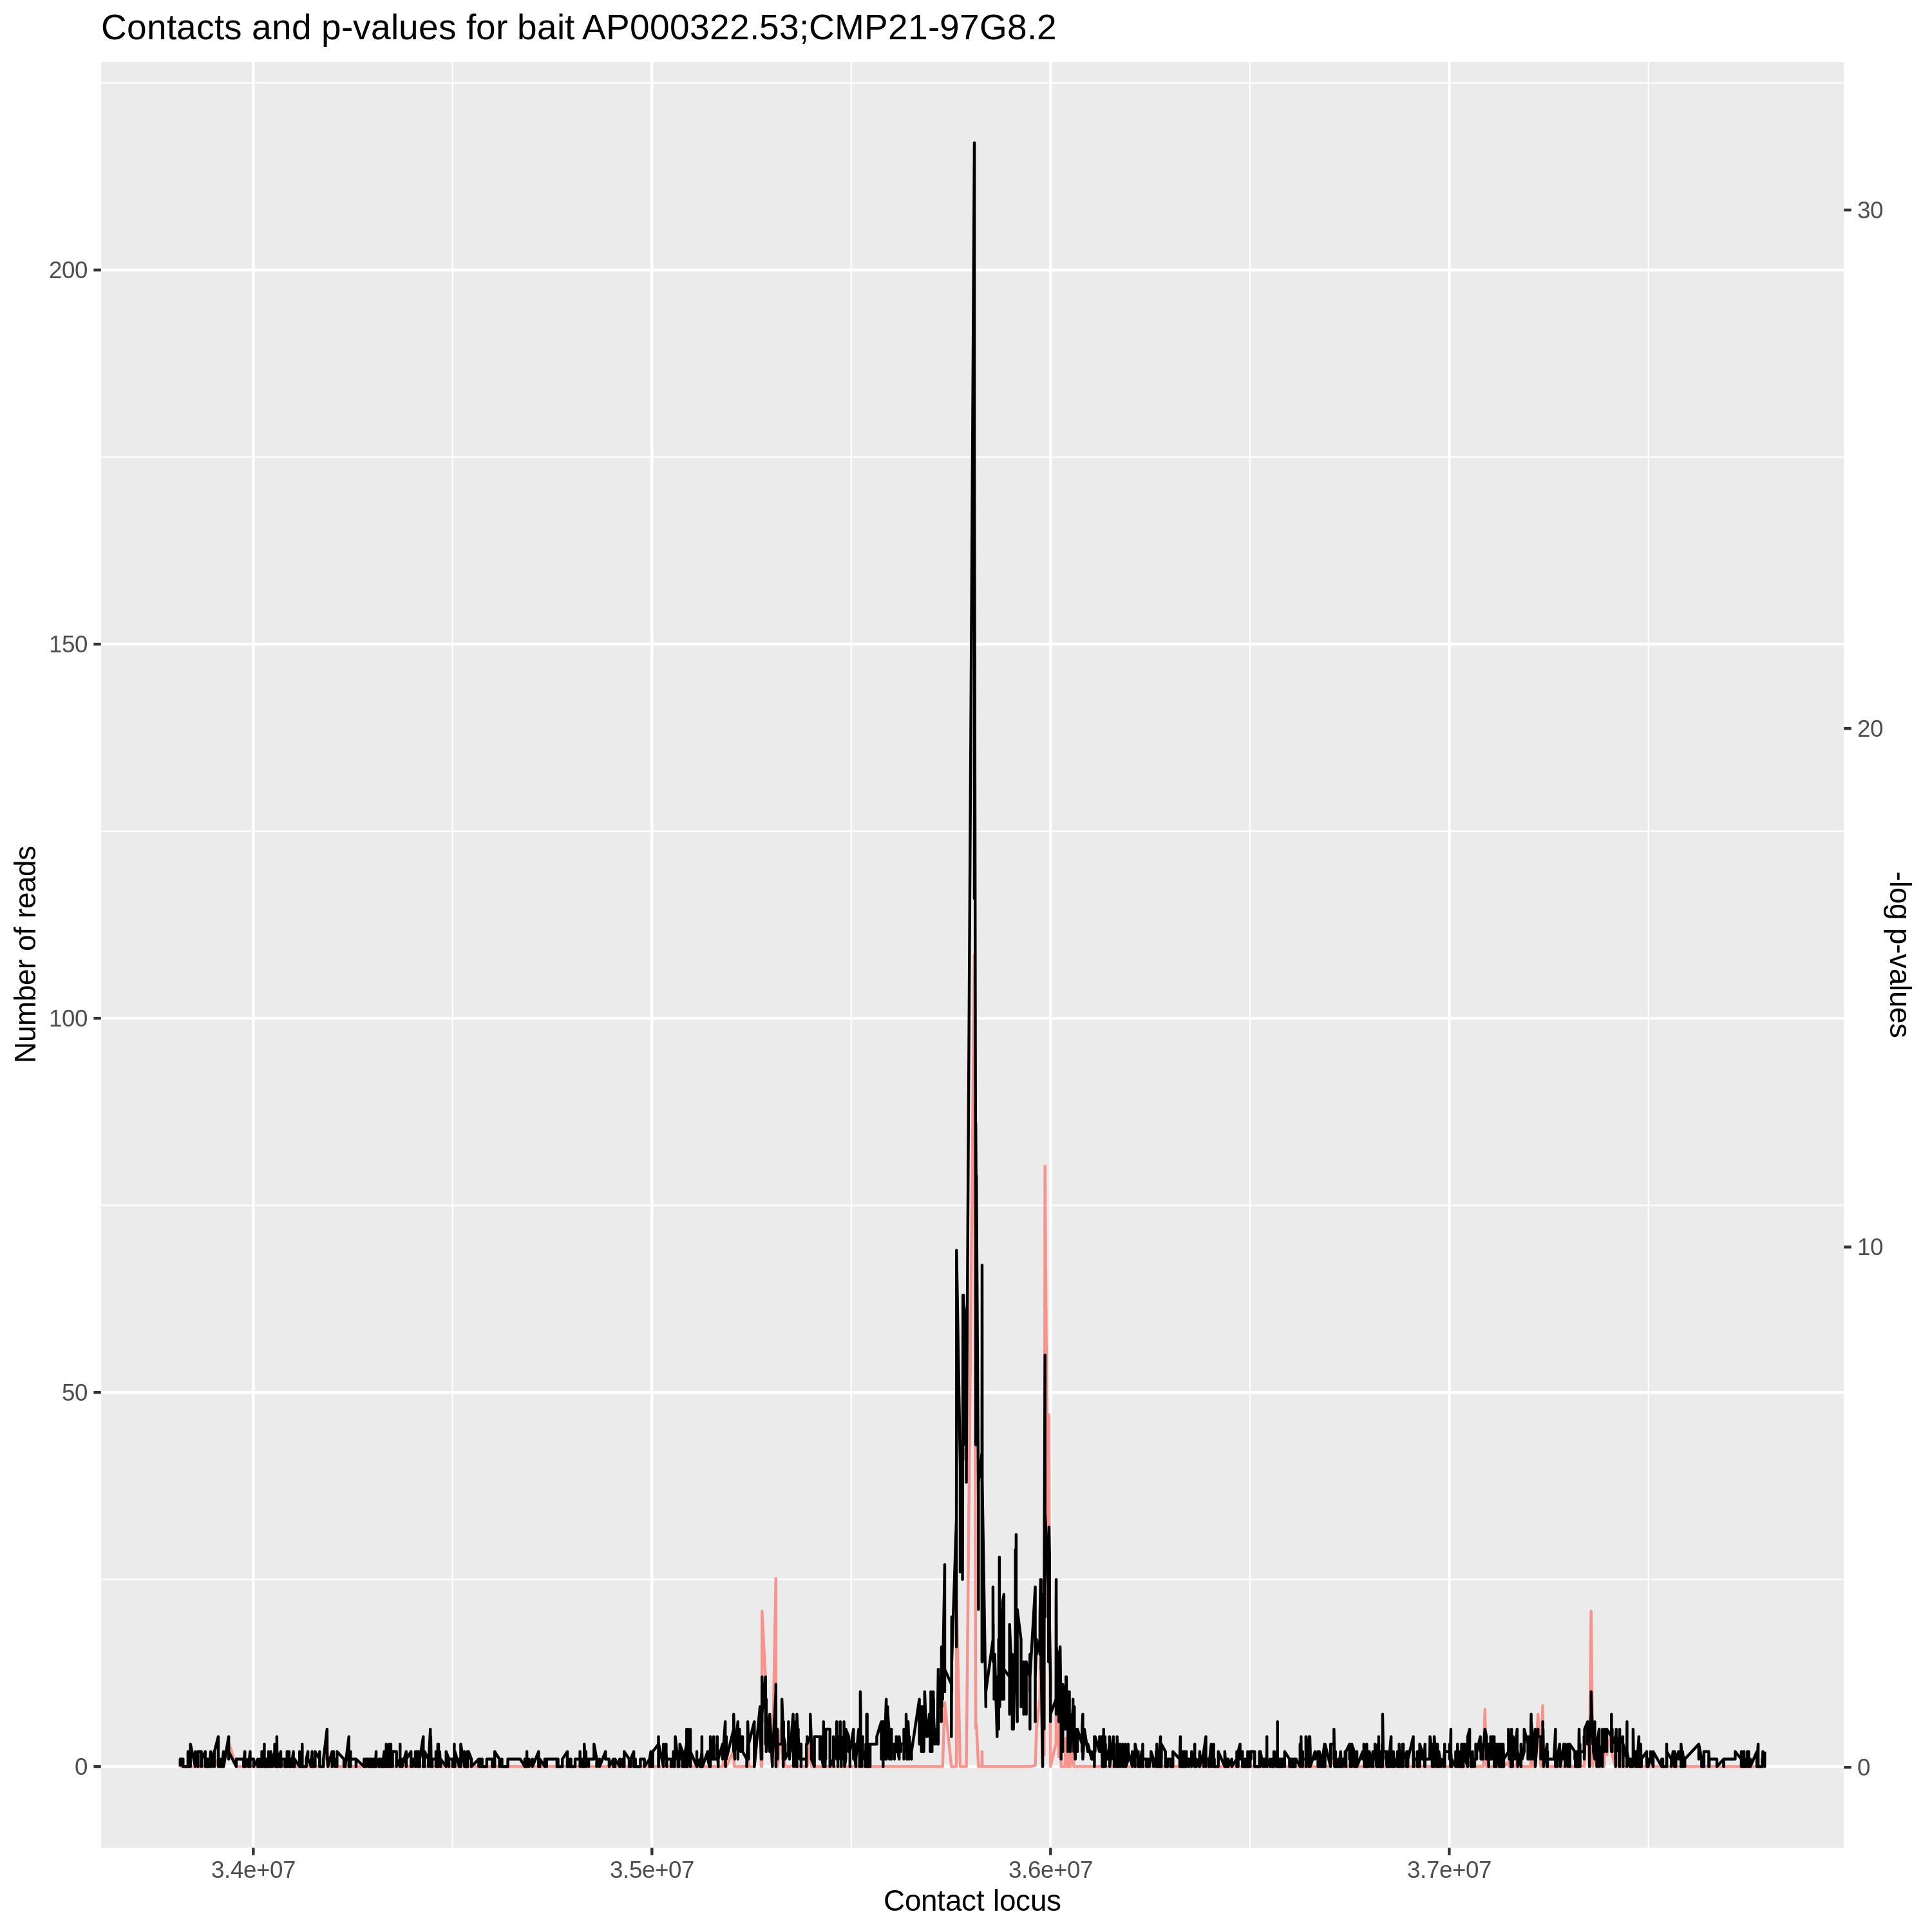 Contacts and p-values for bait AP000322.53;CMP21-97G8.2
Number of reads
200
150
100
50
0
30
20
10
0
-log p-values
3.4e+07 3.5e+07 3.6e+07 3.7e+07
Contact locus